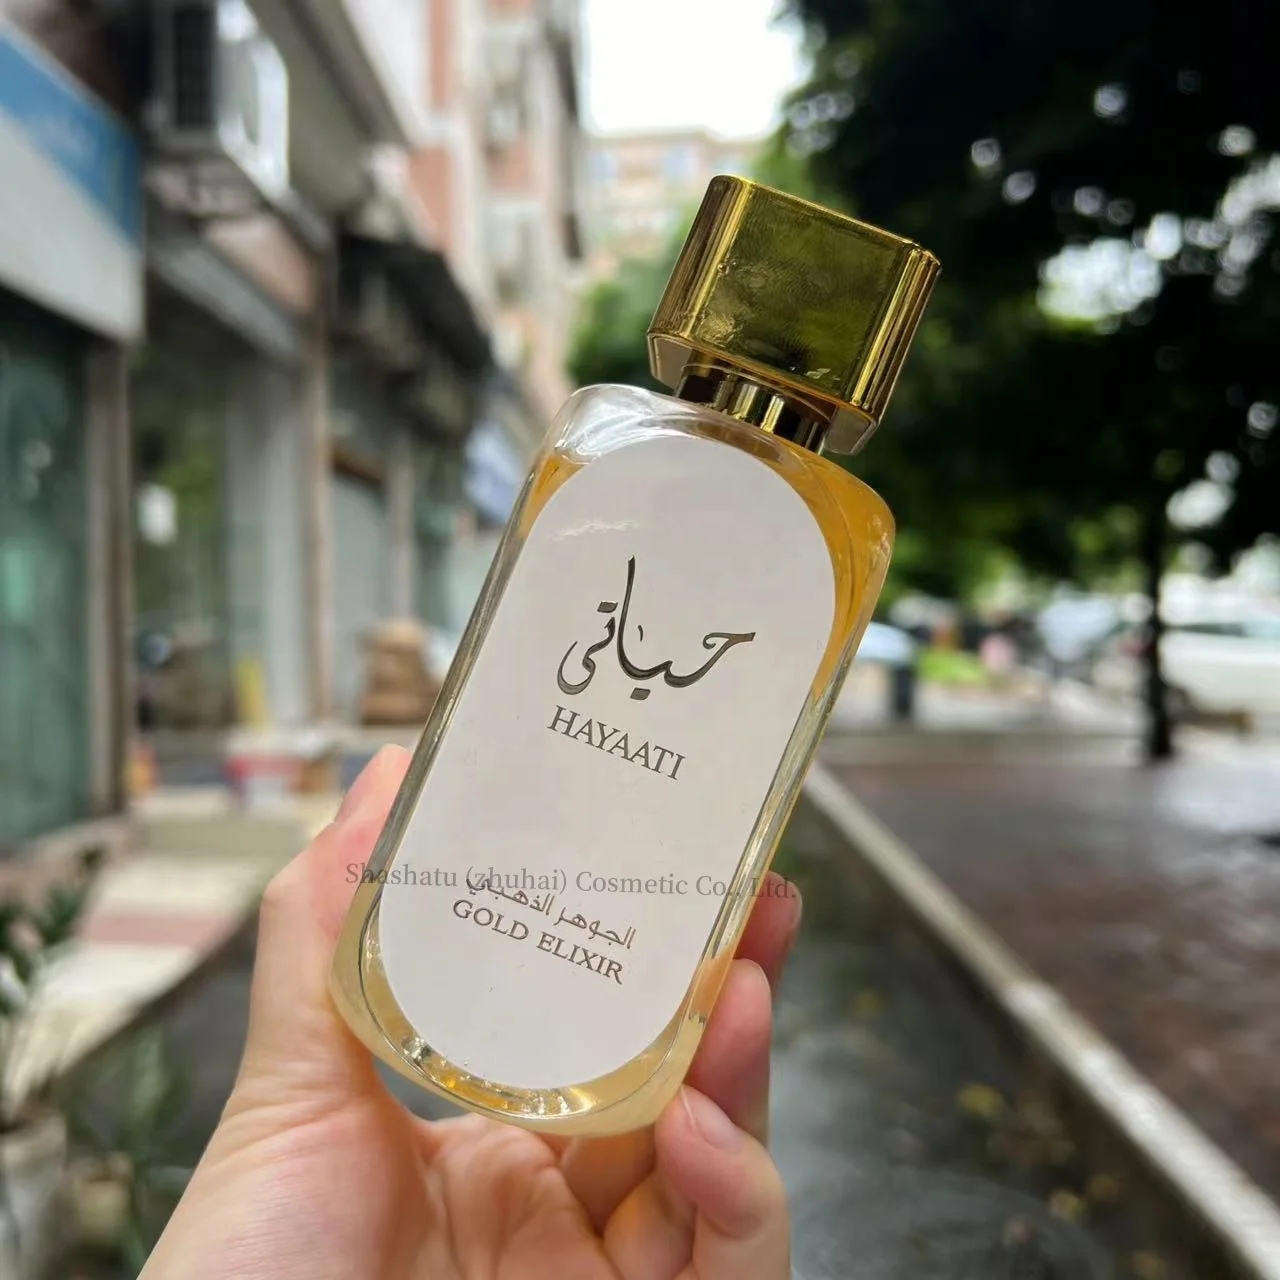 حياتي
HAYAATI
Shashatu (zhuhai) Cosmetic Co., Ltd.
الجوهر الذهبي
GOLD ELIXIR